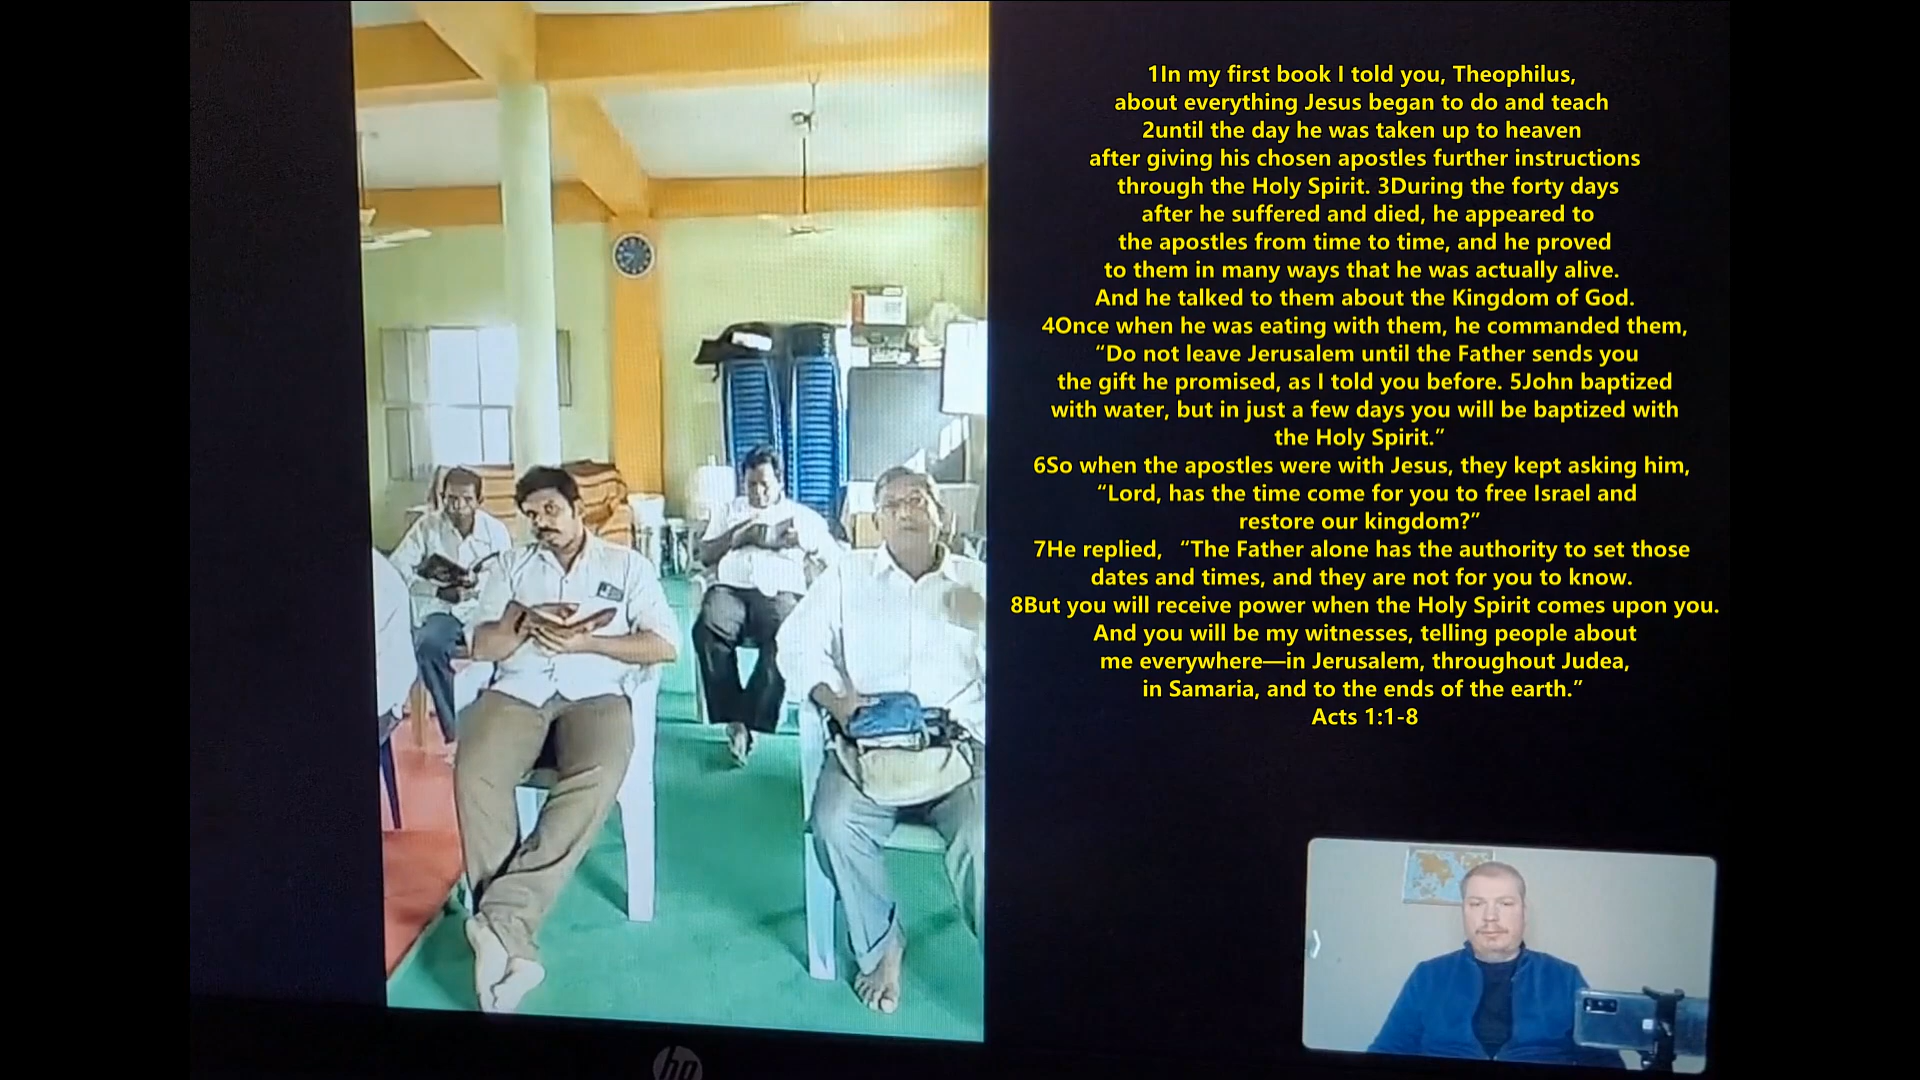 1In my first book I told you, Theophilus,
about everything Jesus began to do and teach
2until the day he was taken up to heaven
after giving his chosen apostles further instructions
through the Holy Spirit. 3During the forty days
after he suffered and died, he appeared to
the apostles from time to time, and he proved
to them in many ways that he was actually alive.
And he talked to them about the Kingdom of God.
4Once when he was eating with them, he commanded them,
“Do not leave Jerusalem until the Father sends you
the gift he promised, as I told you before. 5John baptized
with water, but in just a few days you will be baptized with
the Holy Spirit.”
6So when the apostles were with Jesus, they kept asking him,
“Lord, has the time come for you to free Israel and
restore our kingdom?”
7He replied,   “The Father alone has the authority to set those
dates and times, and they are not for you to know.
8But you will receive power when the Holy Spirit comes upon you.
And you will be my witnesses, telling people about
me everywhere—in Jerusalem, throughout Judea,
in Samaria, and to the ends of the earth.”
Acts 1:1-8
hp